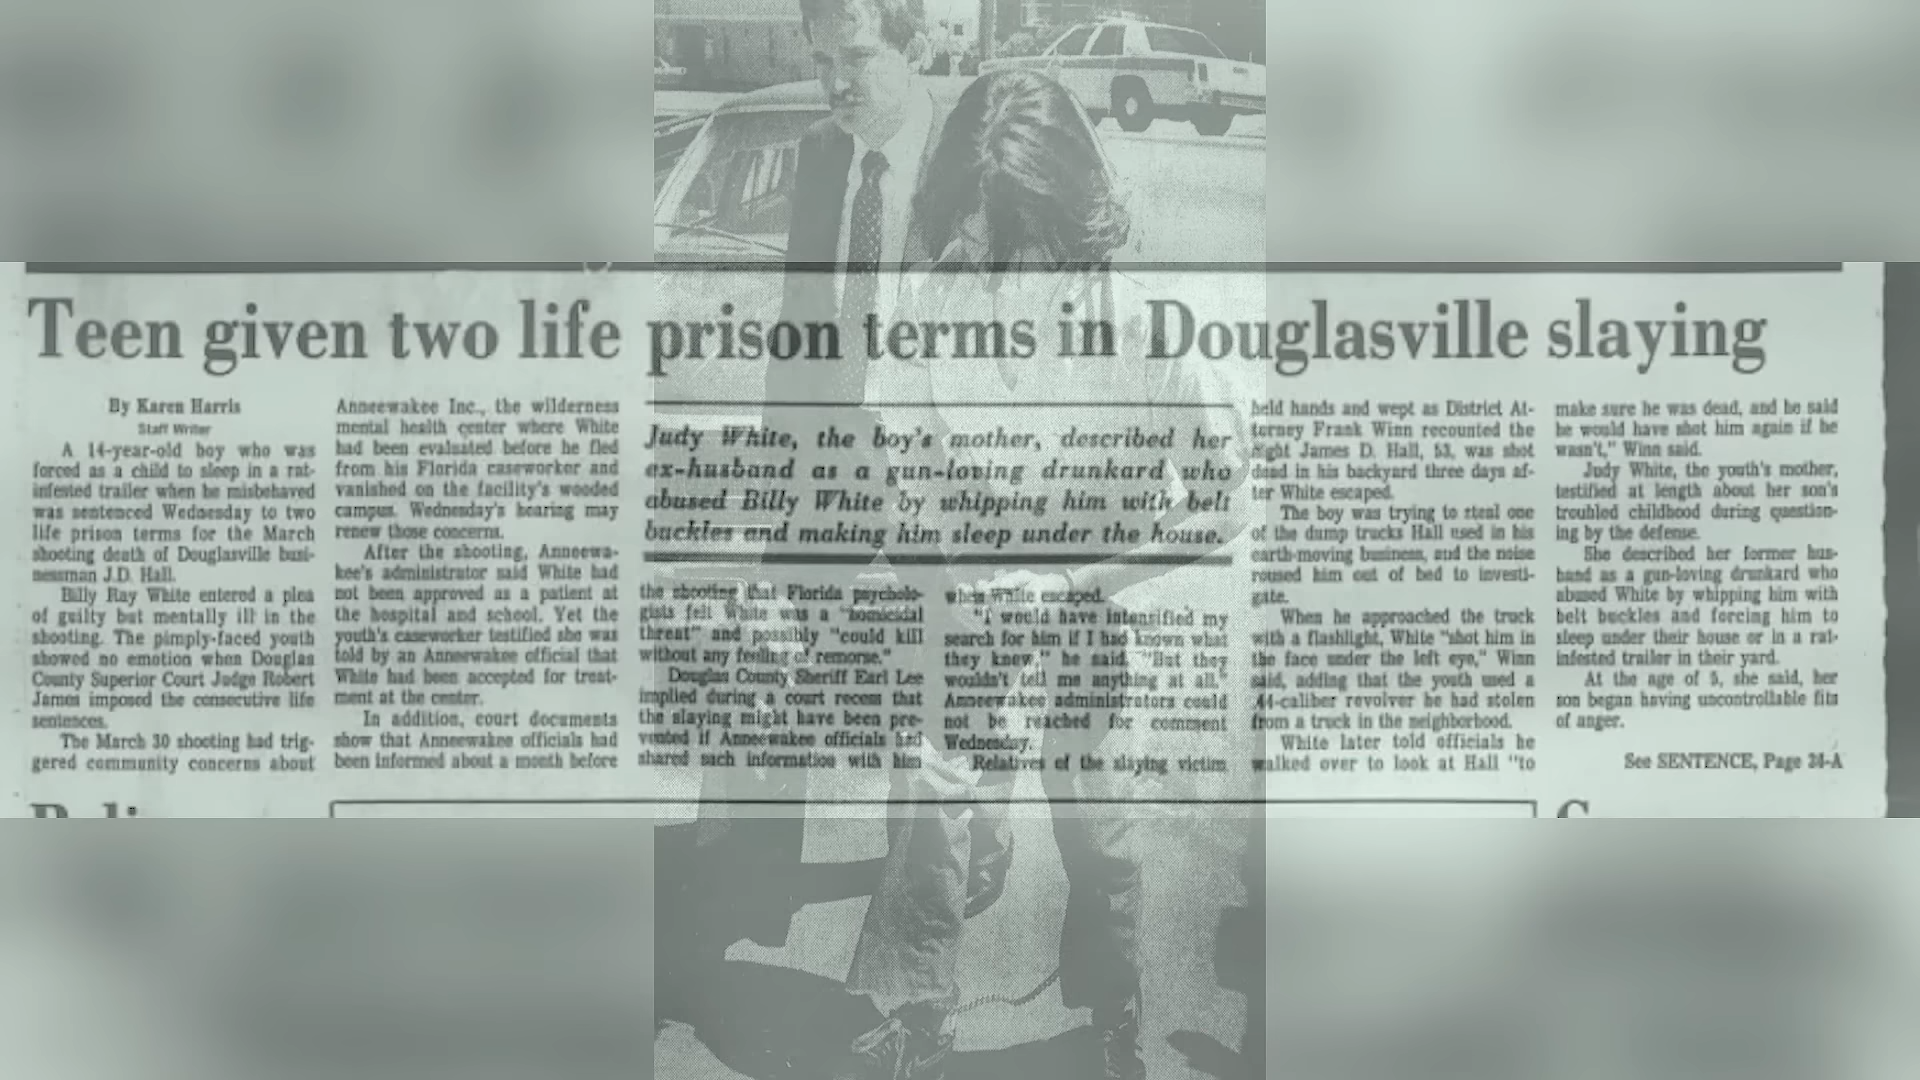 Teen given two life prison terms in Douglasville slaying
By Karen Harris
Staff Writer
A 14-year-old boy who was
forced as a child to sleep in a rat-
infested trailer when he misbehaved
was sentenced Wednesday to two
life prison terms for the March
shooting death of Douglasville busi-
nessman J.D. Hall.
Billy Ray White entered a plea
of guilty but mentally ill in the
shooting. The pimply-faced youth
showed no emotion when Douglas
County Superior Court Judge Robert
James imposed the consecutive life
sentences.
The March 30 shooting had trig-
gered community concerns about
Anneewakee Inc., the wilderness
mental health center where White
had been evaluated before he fled
from his Florida caseworker and
vanished on the facility's wooded
campus. Wednesday's hearing may
renew those concerns.
After the shooting, Anneewa-
kee's administrator said White had
not been approved as a patient at
the hospital and school. Yet the
youth's caseworker testified she was
told by an Anneewakee official that
White had been accepted for treat-
ment at the center.
In addition, court documents
show that Anneewakee officials had
been informed about a month before
Judy White, the boy's mother, described her
ex-husband as a gun-loving drunkard who
abused Billy White by whipping him with belt
buckles and making him sleep under the house.
the shooting that Florida psycholo-
gists felt White was a "homicidal
threat" and possibly "could kill
without any feeling of remorse."
Douglas County Sheriff Earl Lee
implied during a court recess that
the slaying might have been pre-
vented if Anneewakee officials had
shared such information with him
when White escaped.
"I would have intensified my
search for him if I had known what
they knew," he said. "But they
wouldn't tell me anything at all."
Anneewakee administrators could
not be reached for comment
Wednesday.
Relatives of the slaying victim
held hands and wept as District At-
torney Frank Winn recounted the
night James D. Hall, 53, was shot
dead in his backyard three days af-
ter White escaped.
The boy was trying to steal one
of the dump trucks Hall used in his
earth-moving business, and the noise
roused him out of bed to investi-
gate.
When he approached the truck
with a flashlight, White "shot him in
the face under the left eye," Winn
said, adding that the youth used a
.44-caliber revolver he had stolen
from a truck in the neighborhood.
White later told officials he
walked over to look at Hall "to
make sure he was dead, and he said
he would have shot him again if he
wasn't," Winn said.
Judy White, the youth's mother,
testified at length about her son's
troubled childhood during question-
ing by the defense.
She described her former hus-
band as a gun-loving drunkard who
abused White by whipping him with
belt buckles and forcing him to
sleep under their house or in a rat-
infested trailer in their yard.
At the age of 5, she said, her
son began having uncontrollable fits
of anger.
See SENTENCE, Page 24-A